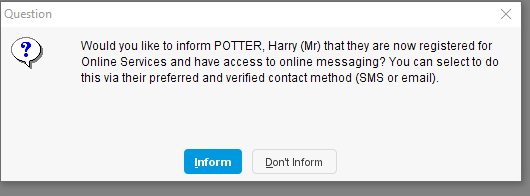 Question
Would you like to inform POTTER, Harry (Mr) that they are now registered for
Online Services and have access to online messaging? You can select to do
this via their preferred and verified contact method (SMS or email).
Inform
Don't Inform